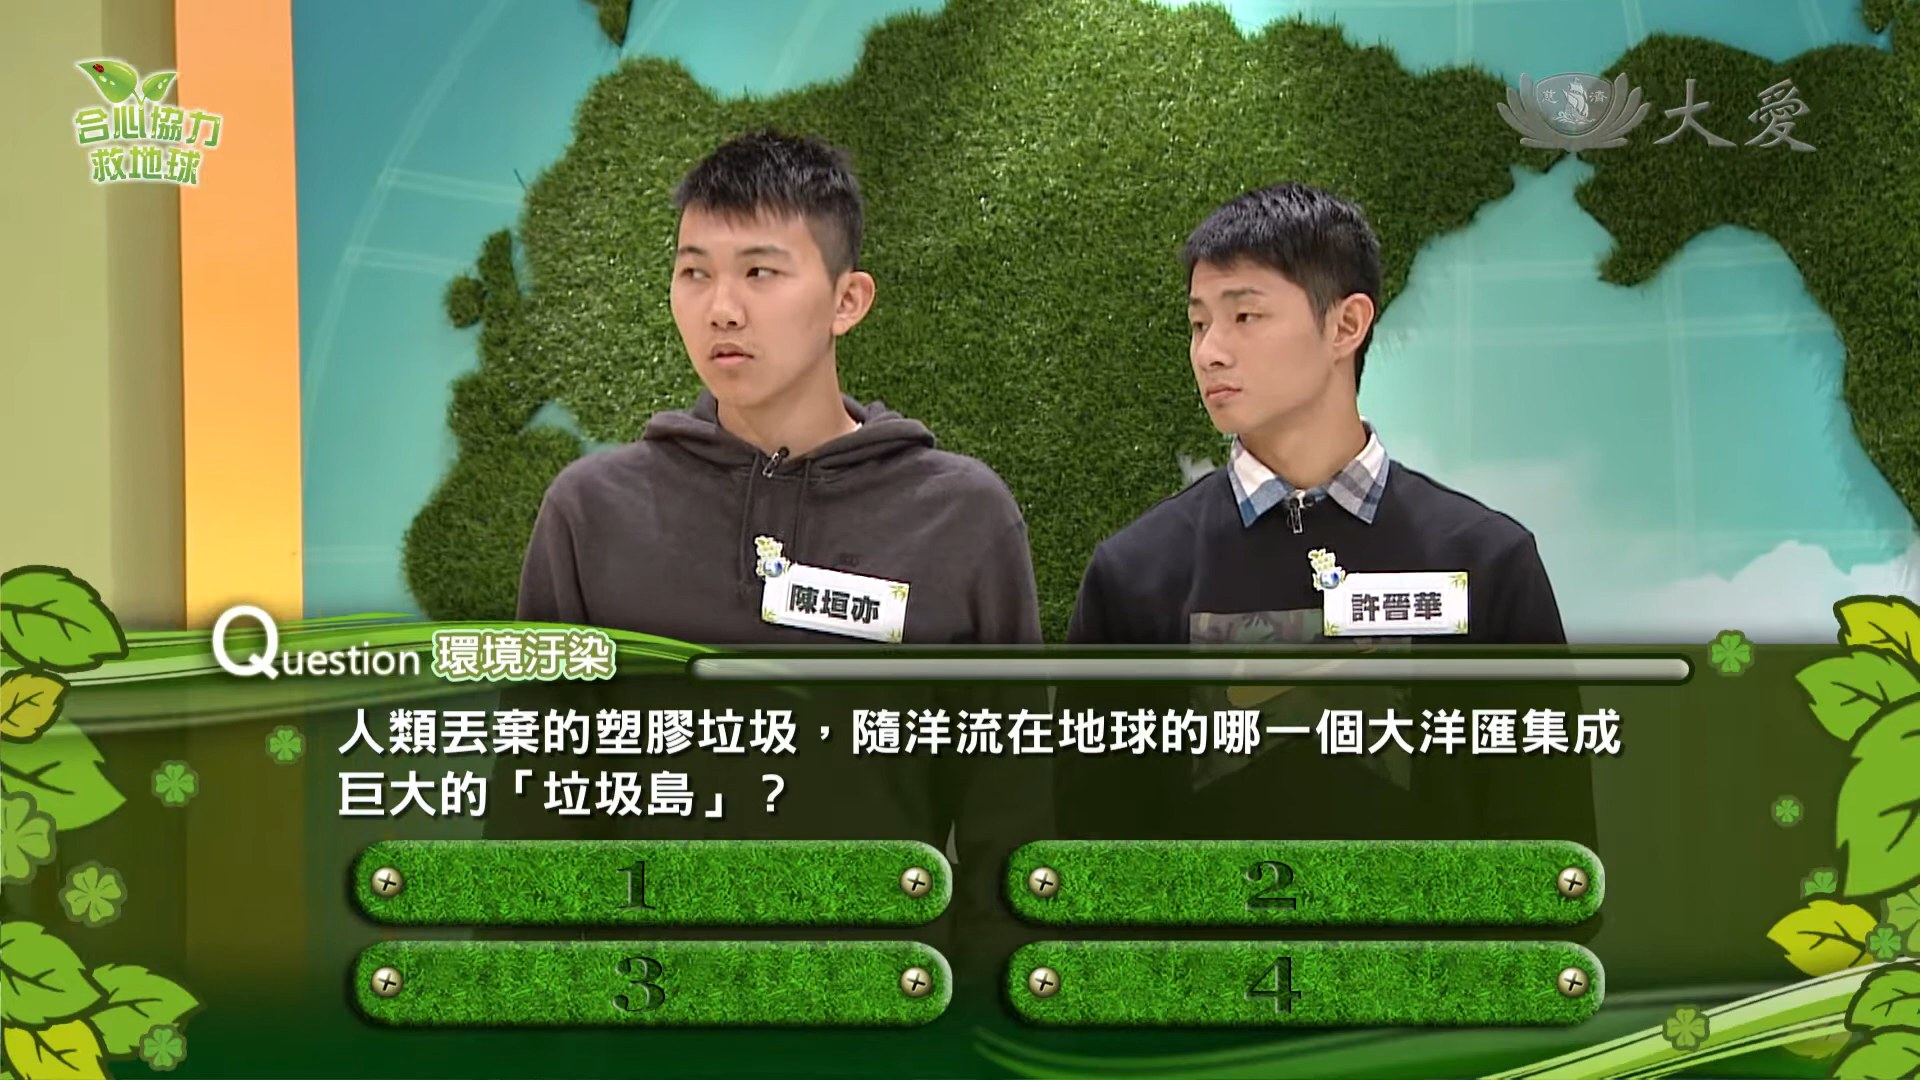 合心協力
救地球
慈濟
大愛
陳垣亦
許晉華
Question 環境汙染
人類丟棄的塑膠垃圾，隨洋流在地球的哪一個大洋匯集成
巨大的「垃圾島」？
1
2
3
4